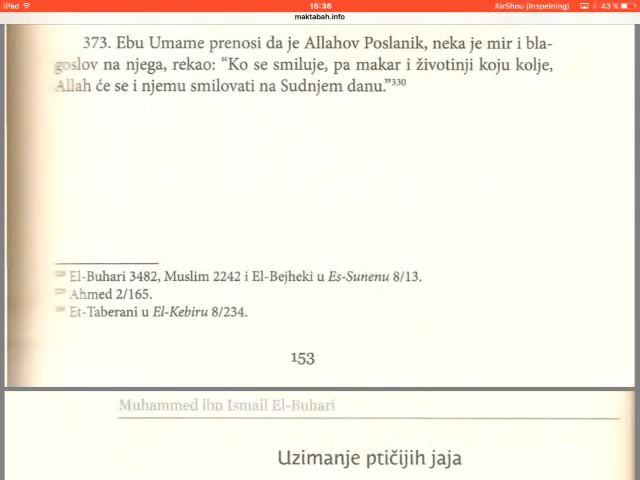 iPad 15:36 AirShou (Inspelning) 43 %
maktabah.info
373. Ebu Umame prenosi da je Allahov Poslanik, neka je mir i bla-
goslov na njega, rekao: “Ko se smiluje, pa makar i životinji koju kolje,
Allah će se i njemu smilovati na Sudnjem danu.”³³⁰
El-Buhari 3482, Muslim 2242 i El-Bejheki u Es-Sunenu 8/13.
Ahmed 2/165.
Et-Taberani u El-Kebiru 8/234.
153
Muhammed ibn Ismail El-Buhari
Uzimanje ptičijih jaja